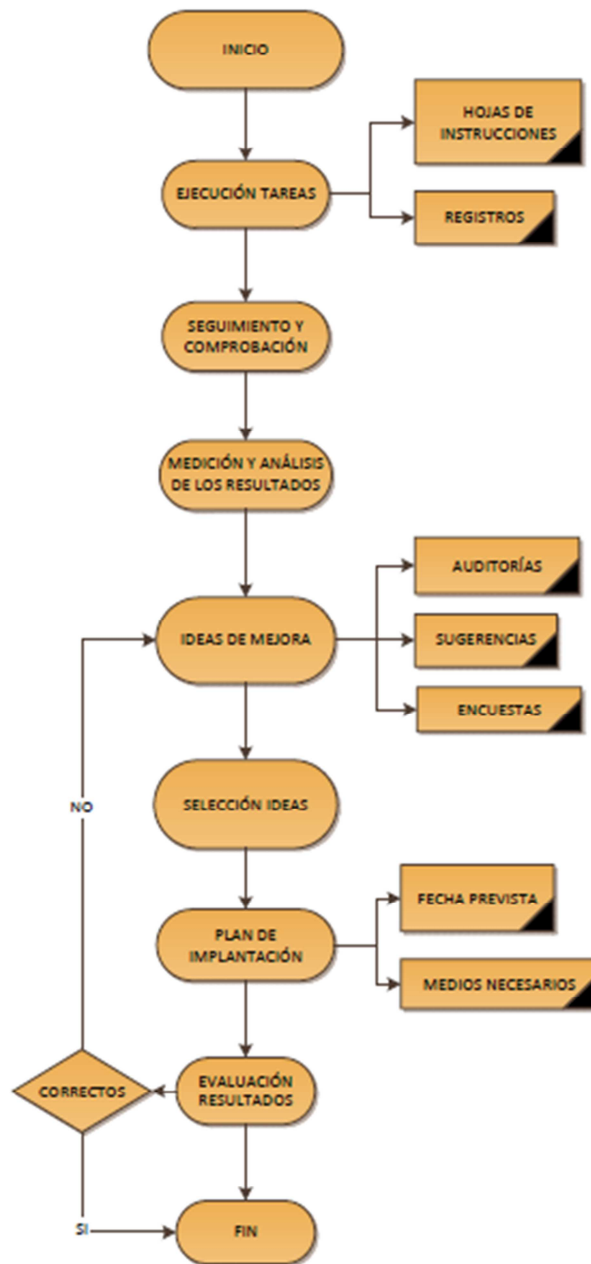 INICIO
HOJAS DE
INSTRUCCIONES
EJECUCIÓN TAREAS
REGISTROS
SEGUIMIENTO Y
COMPROBACIÓN
MEDICIÓN Y ANÁLISIS
DE LOS RESULTADOS
AUDITORÍAS
IDEAS DE MEJORA
SUGERENCIAS
ENCUESTAS
NO
SELECCIÓN IDEAS
FECHA PREVISTA
PLAN DE
IMPLANTACIÓN
MEDIOS NECESARIOS
CORRECTOS
EVALUACIÓN
RESULTADOS
SI
FIN